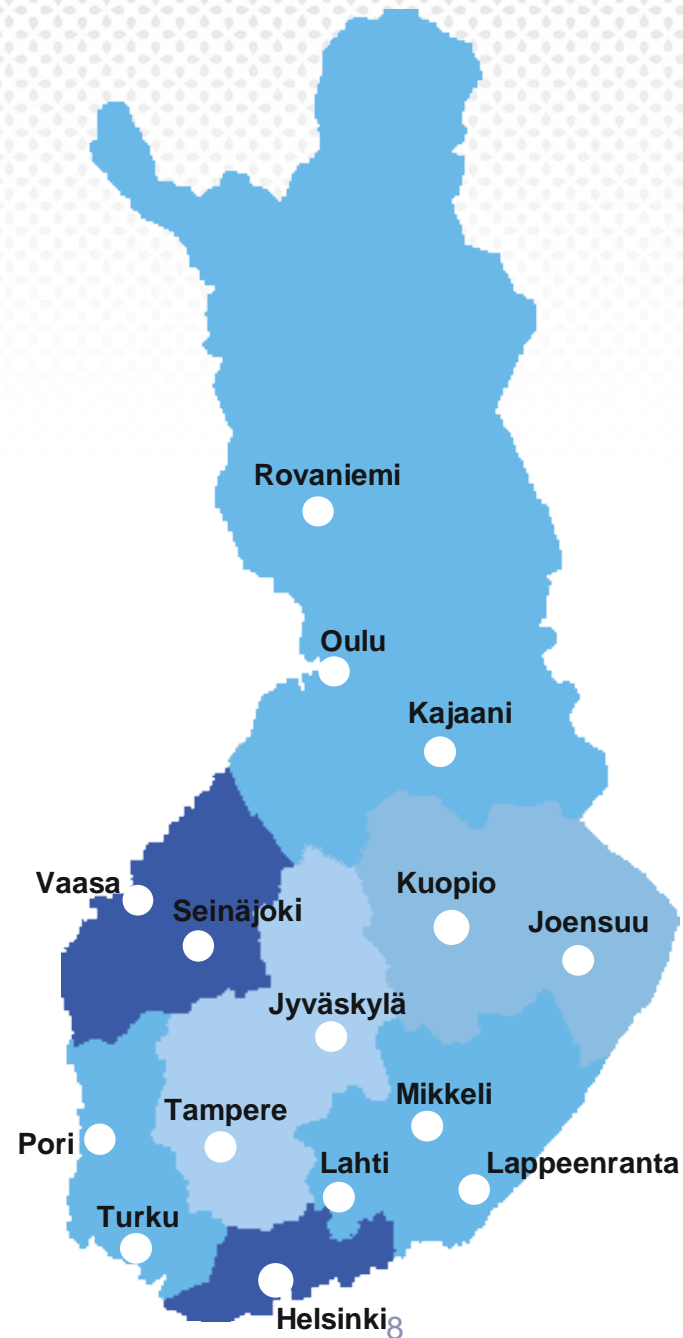 Rovaniemi
Oulu
Kajaani
Vaasa
Seinäjoki
Kuopio
Joensuu
Jyväskylä
Mikkeli
Tampere
Pori
Lahti
Lappeenranta
Turku
Helsinki
8